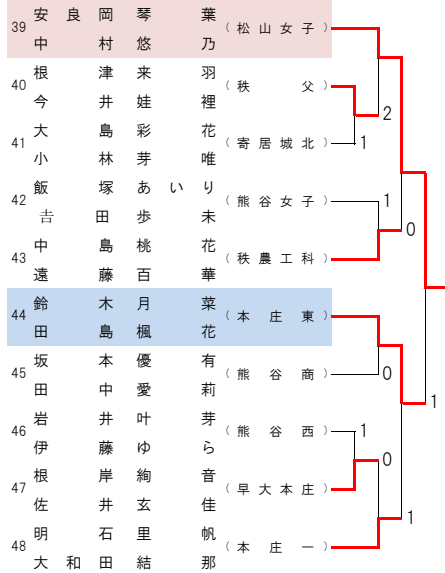 39 安良岡琴葉 (松山女子)
中村悠乃
40 根津来羽 (秩父)
今井娃裡
2
41 大島彩花 (寄居城北) 1
小林芽唯
42 飯塚あいり (熊谷女子) 1
𠮷田歩未
0
43 中島桃花 (秩農工科)
遠藤百華
44 鈴木月菜 (本庄東)
田島楓花
45 坂本優有 (熊谷商) 0
田中愛莉
1
46 岩井叶芽 (熊谷西) 1
伊藤ゆら
0
47 根岸絢音 (早大本庄)
佐井玄佳
1
48 明石里帆 (本庄一)
大和田結那